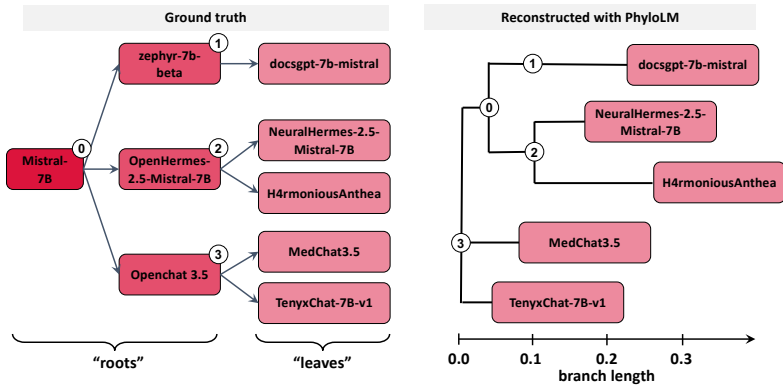 Ground truth
Reconstructed with PhyloLM
1
zephyr-7b-
beta
docsgpt-7b-mistral
0
Mistral-
7B
2
OpenHermes-
2.5-Mistral-7B
NeuralHermes-2.5-
Mistral-7B
H4rmoniousAnthea
3
Openchat 3.5
MedChat3.5
TenyxChat-7B-v1
"roots"
"leaves"
1
docsgpt-7b-mistral
0
NeuralHermes-2.5-
Mistral-7B
2
H4rmoniousAnthea
3
MedChat3.5
TenyxChat-7B-v1
0.0 0.1 0.2 0.3
branch length